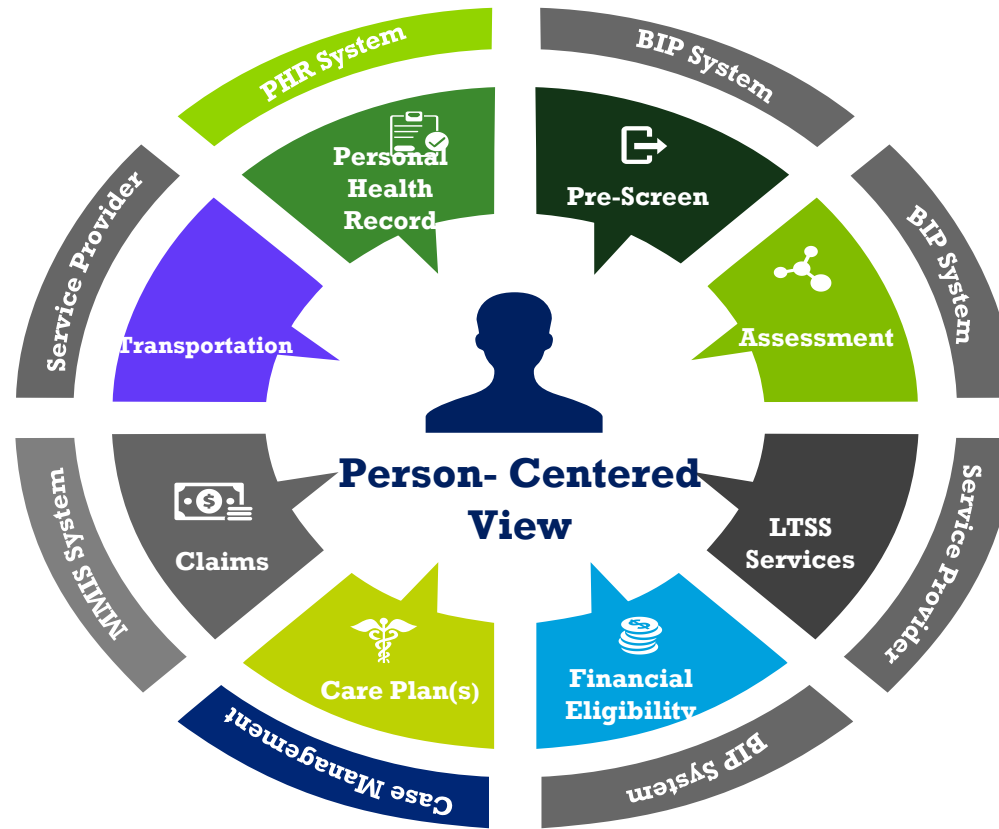 PHR System
BIP System
Personal
Health
Record
Pre-Screen
Service Provider
BIP System
Transportation
Assessment
Person- Centered
View
MMIS System
Claims
LTSS
Services
Service Provider
Care Plan(s)
Financial
Eligibility
Case Management
BIP System